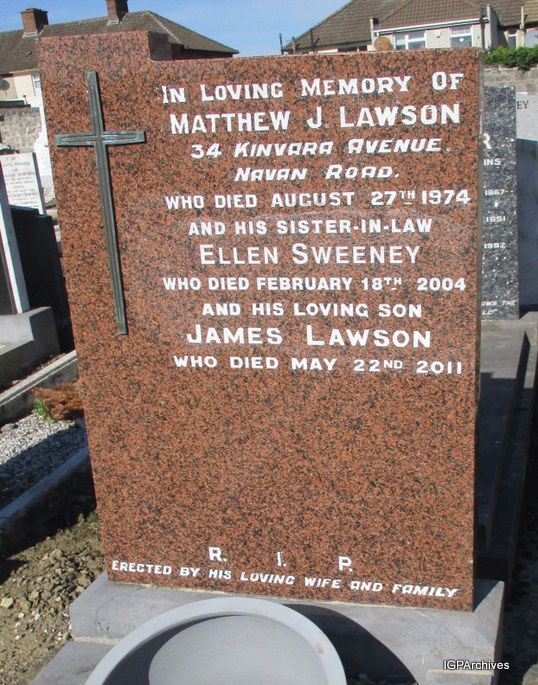 IN LOVING MEMORY OF
MATTHEW J. LAWSON
34 KINVARA AVENUE.
NAVAN ROAD.
WHO DIED AUGUST 27TH 1974
AND HIS SISTER-IN-LAW
ELLEN SWEENEY
WHO DIED FEBRUARY 18TH 2004
AND HIS LOVING SON
JAMES LAWSON
WHO DIED MAY 22ND 2011
R. I. P.
ERECTED BY HIS LOVING WIFE AND FAMILY
IGPArchives